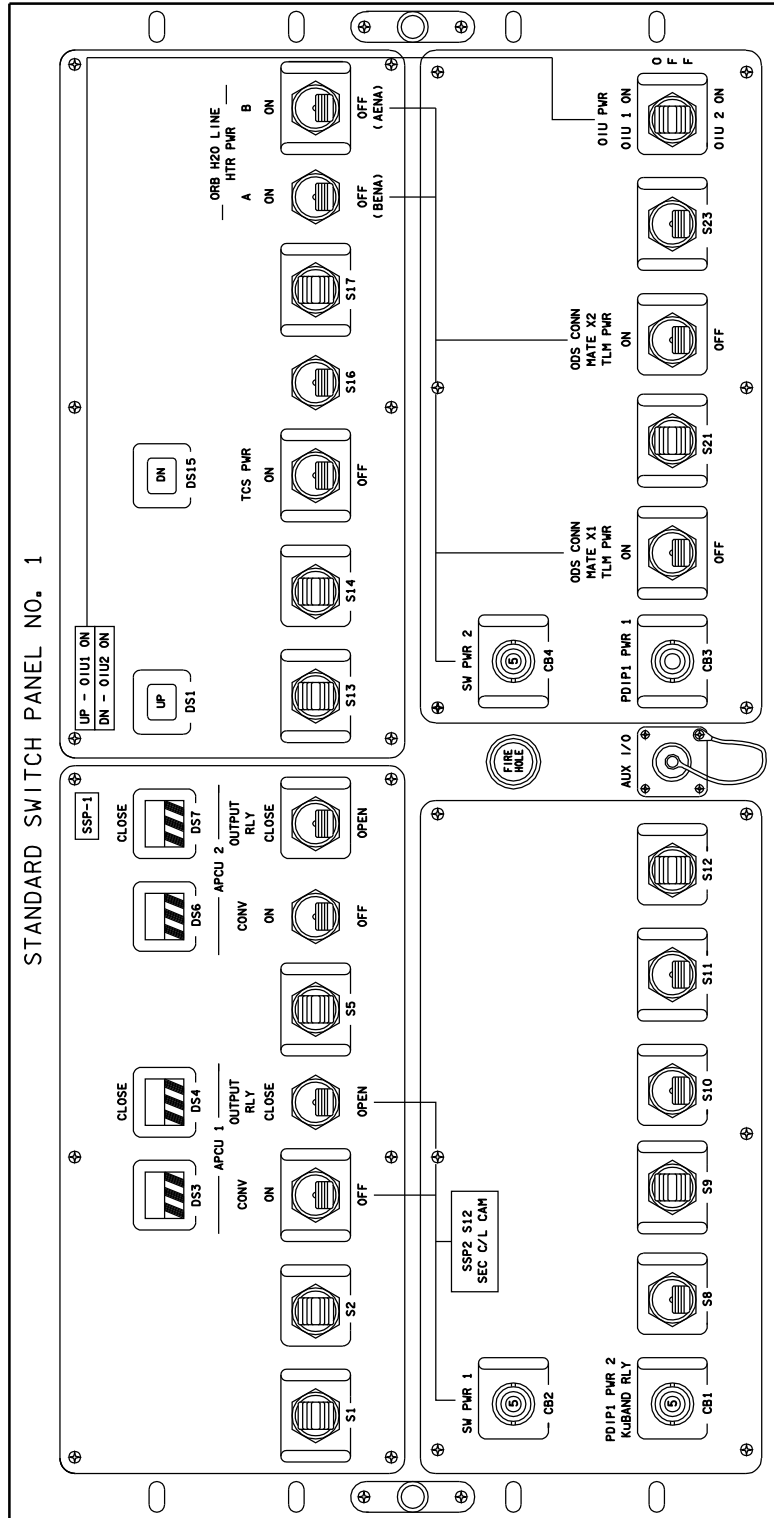 STANDARD SWITCH PANEL NO. 1
SSP-1
CLOSE
CLOSE
DS3
DS4
DS6
DS7
APCU 1
APCU 2
CONV
OUTPUT
RLY
CONV
OUTPUT
RLY
ON
CLOSE
ON
CLOSE
S1
S2
OFF
OPEN
S5
OFF
OPEN
UP - OIU1 ON
DN - OIU2 ON
UP
DS1
DN
DS15
ORB H2O LINE
HTR PWR
TCS PWR
A
B
ON
ON
ON
S13
S14
OFF
S16
S17
OFF
(BENA)
OFF
(AENA)
SSP2 S12
SEC C/L CAM
SW PWR 1
5
CB2
PDIP1 PWR 2
KuBAND RLY
5
CB1
S8
S9
S10
S11
S12
FIRE
HOLE
AUX I/O
SW PWR 2
5
CB4
PDIP1 PWR 1
CB3
ODS CONN
MATE X1
TLM PWR
ON
OFF
S21
ODS CONN
MATE X2
TLM PWR
ON
OFF
S23
OIU PWR
OIU 1 ON
O
F
F
OIU 2 ON